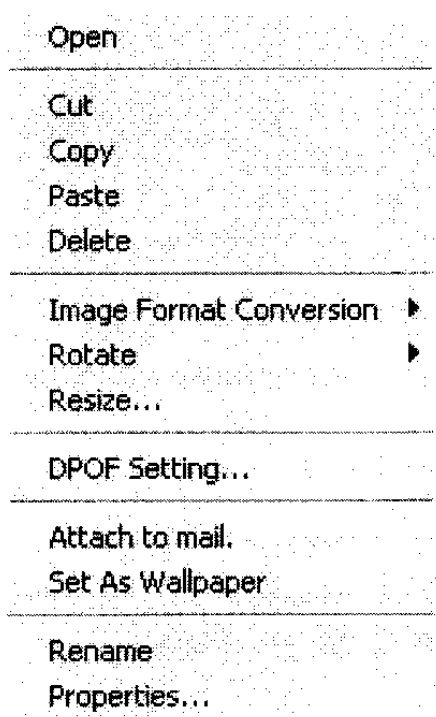 Open
Cut
Copy
Paste
Delete
Image Format Conversion
Rotate
Resize...
DPOF Setting...
Attach to mail.
Set As Wallpaper
Rename
Properties...